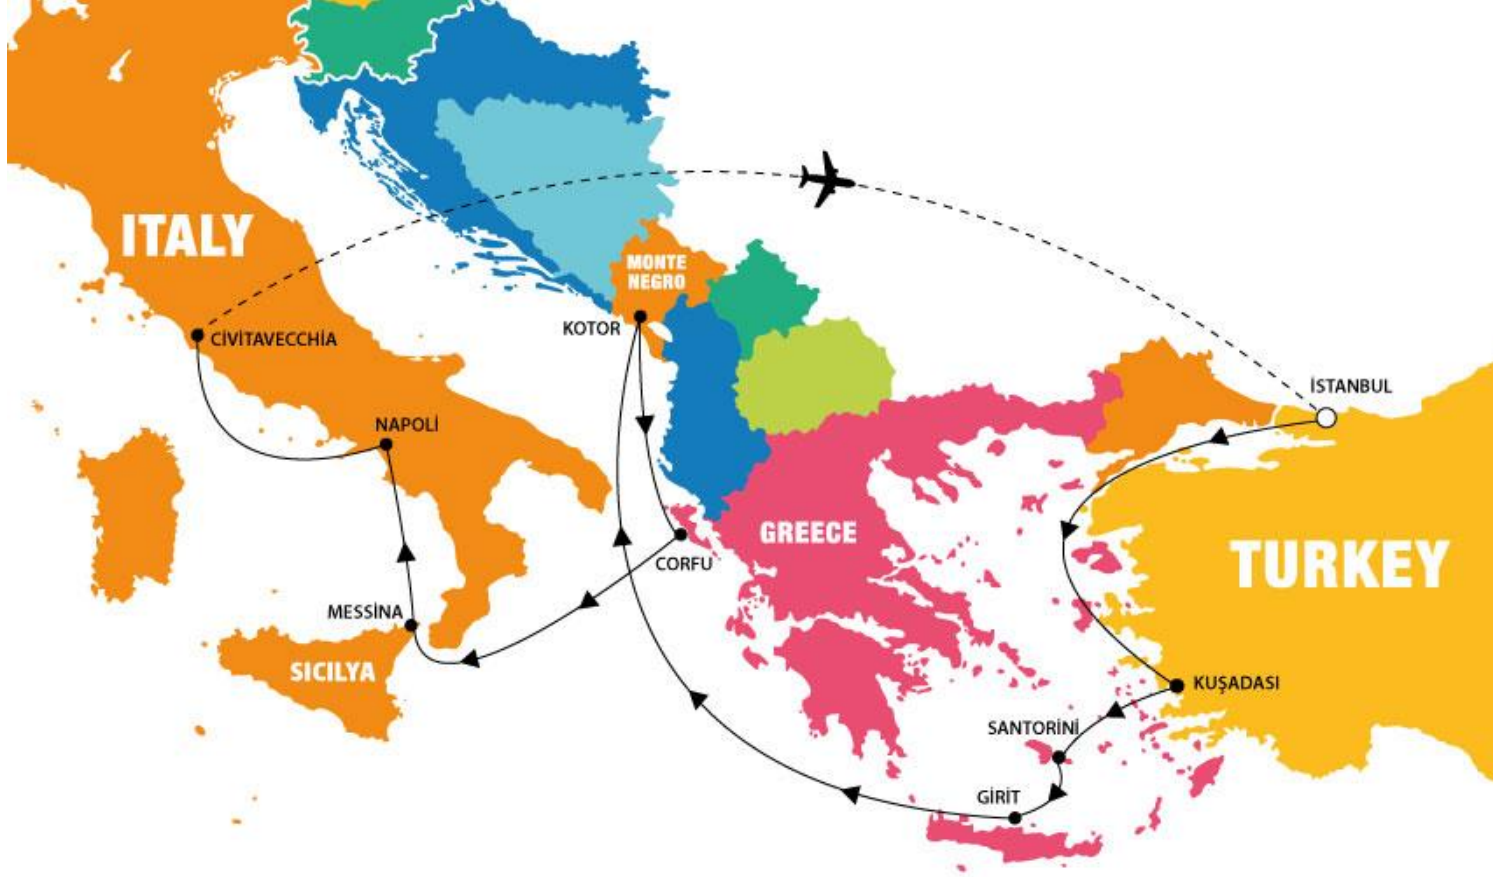 ITALY
MONTE
NEGRO
KOTOR
CİVİTAVECCHİA
İSTANBUL
NAPOLİ
GREECE
CORFU
TURKEY
MESSİNA
SICILYA
KUŞADASI
SANTORİNİ
GİRİT